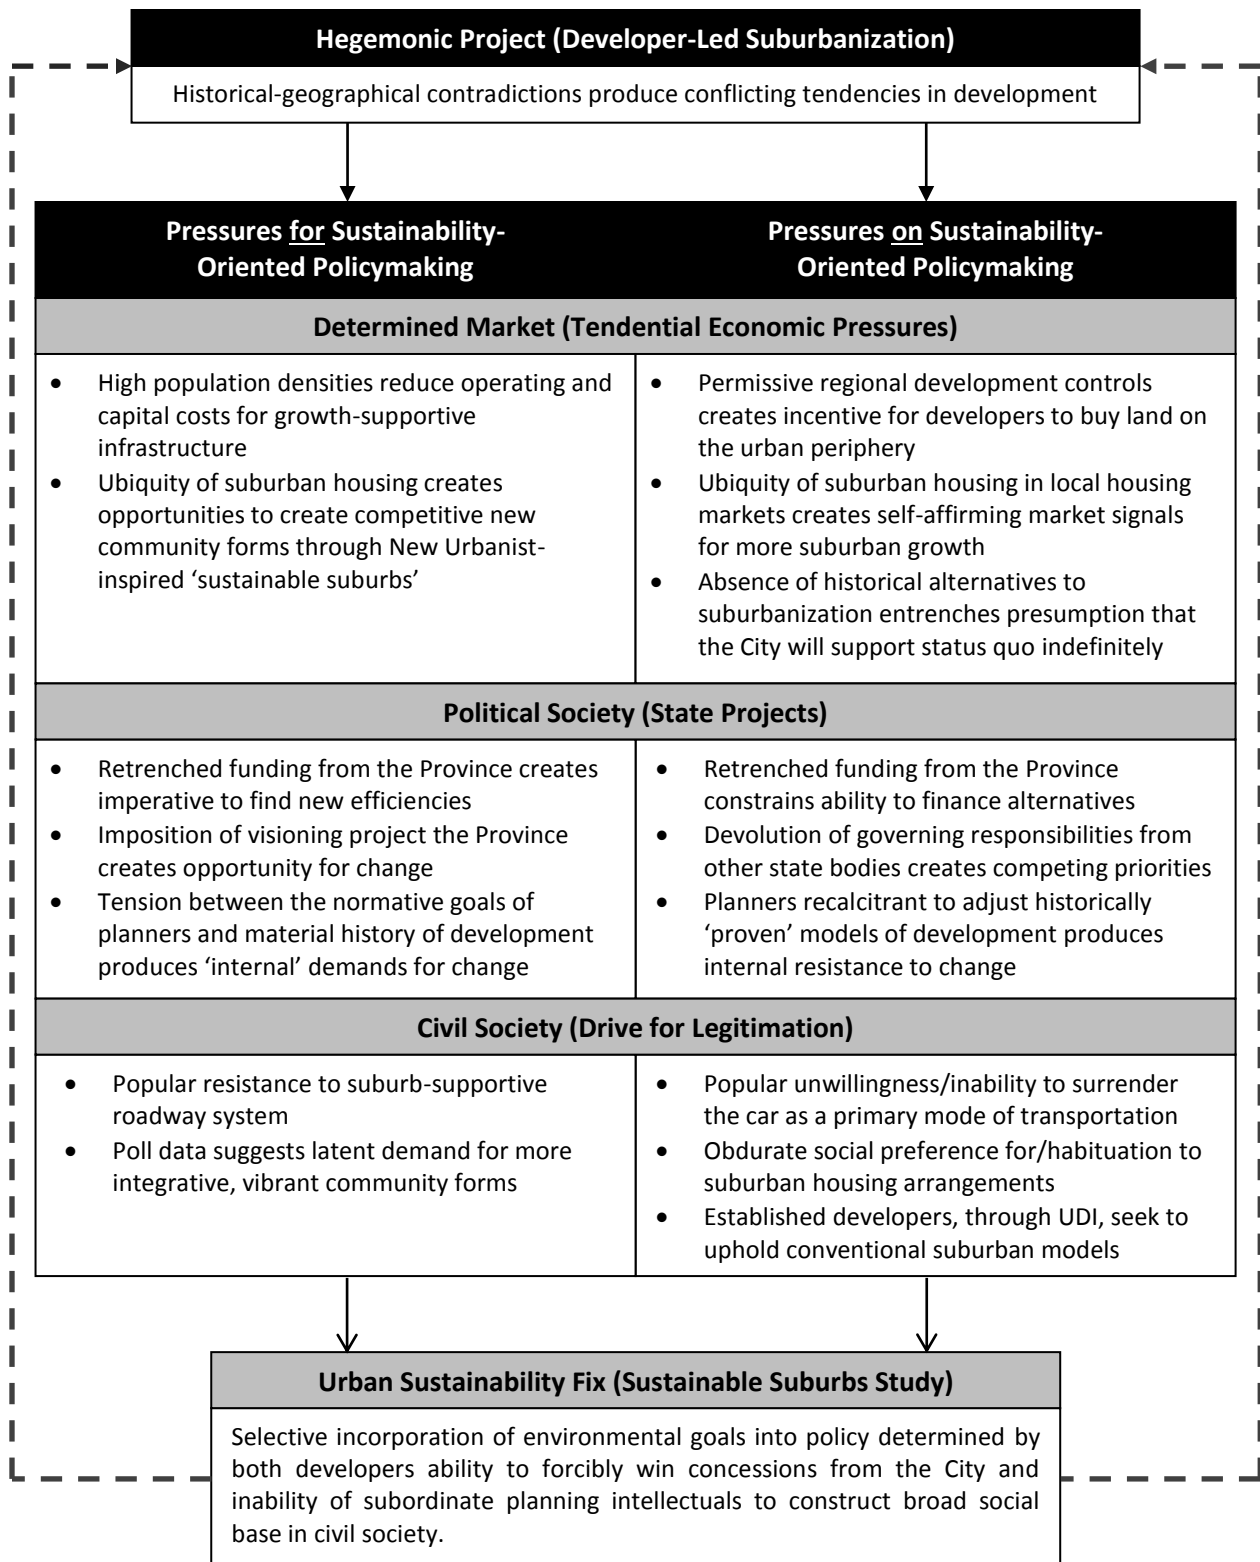 Hegemonic Project (Developer-Led Suburbanization)
Historical-geographical contradictions produce conflicting tendencies in development
Pressures for Sustainability-
Oriented Policymaking
Pressures on Sustainability-
Oriented Policymaking
Determined Market (Tendential Economic Pressures)
• High population densities reduce operating and
capital costs for growth-supportive
infrastructure
• Ubiquity of suburban housing creates
opportunities to create competitive new
community forms through New Urbanist-
inspired ‘sustainable suburbs’
• Permissive regional development controls
creates incentive for developers to buy land on
the urban periphery
• Ubiquity of suburban housing in local housing
markets creates self-affirming market signals
for more suburban growth
• Absence of historical alternatives to
suburbanization entrenches presumption that
the City will support status quo indefinitely
Political Society (State Projects)
• Retrenched funding from the Province creates
imperative to find new efficiencies
• Imposition of visioning project the Province
creates opportunity for change
• Tension between the normative goals of
planners and material history of development
produces ‘internal’ demands for change
• Retrenched funding from the Province
constrains ability to finance alternatives
• Devolution of governing responsibilities from
other state bodies creates competing priorities
• Planners recalcitrant to adjust historically
‘proven’ models of development produces
internal resistance to change
Civil Society (Drive for Legitimation)
• Popular resistance to suburb-supportive
roadway system
• Poll data suggests latent demand for more
integrative, vibrant community forms
• Popular unwillingness/inability to surrender
the car as a primary mode of transportation
• Obdurate social preference for/habituation to
suburban housing arrangements
• Established developers, through UDI, seek to
uphold conventional suburban models
Urban Sustainability Fix (Sustainable Suburbs Study)
Selective incorporation of environmental goals into policy determined by
both developers ability to forcibly win concessions from the City and
inability of subordinate planning intellectuals to construct broad social
base in civil society.